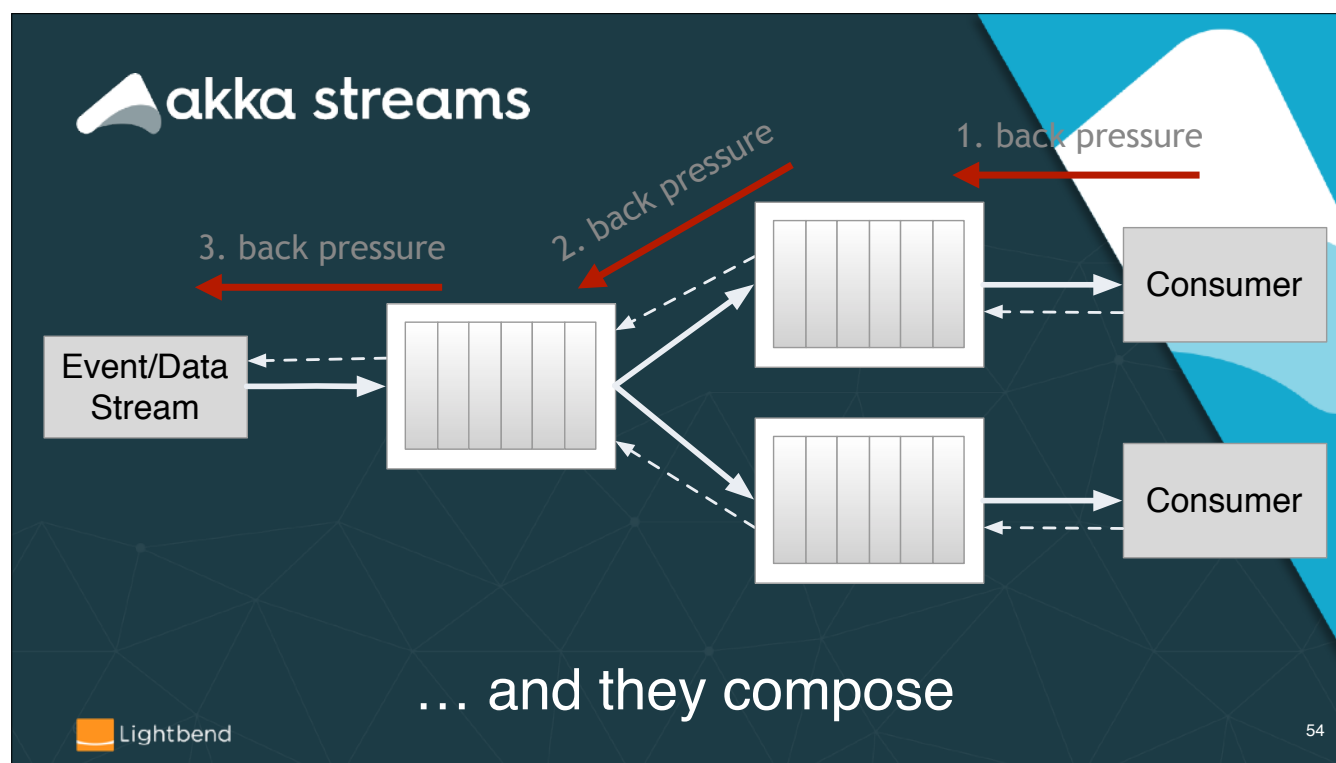 akka streams
1. back pressure
2. back pressure
3. back pressure
Consumer
Event/Data
Stream
Consumer
… and they compose
Lightbend
54